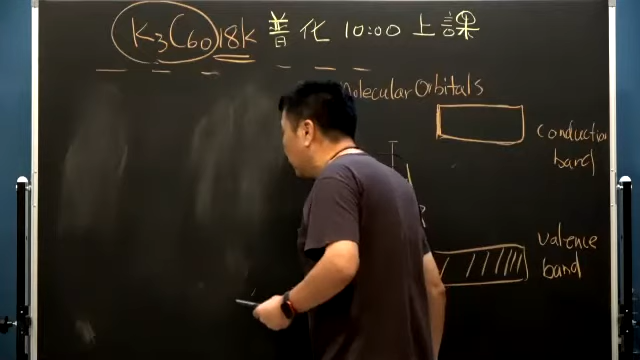 K3C60 18k 普化 10:00 上課
Molecular Orbitals
conduction
band
valence
band